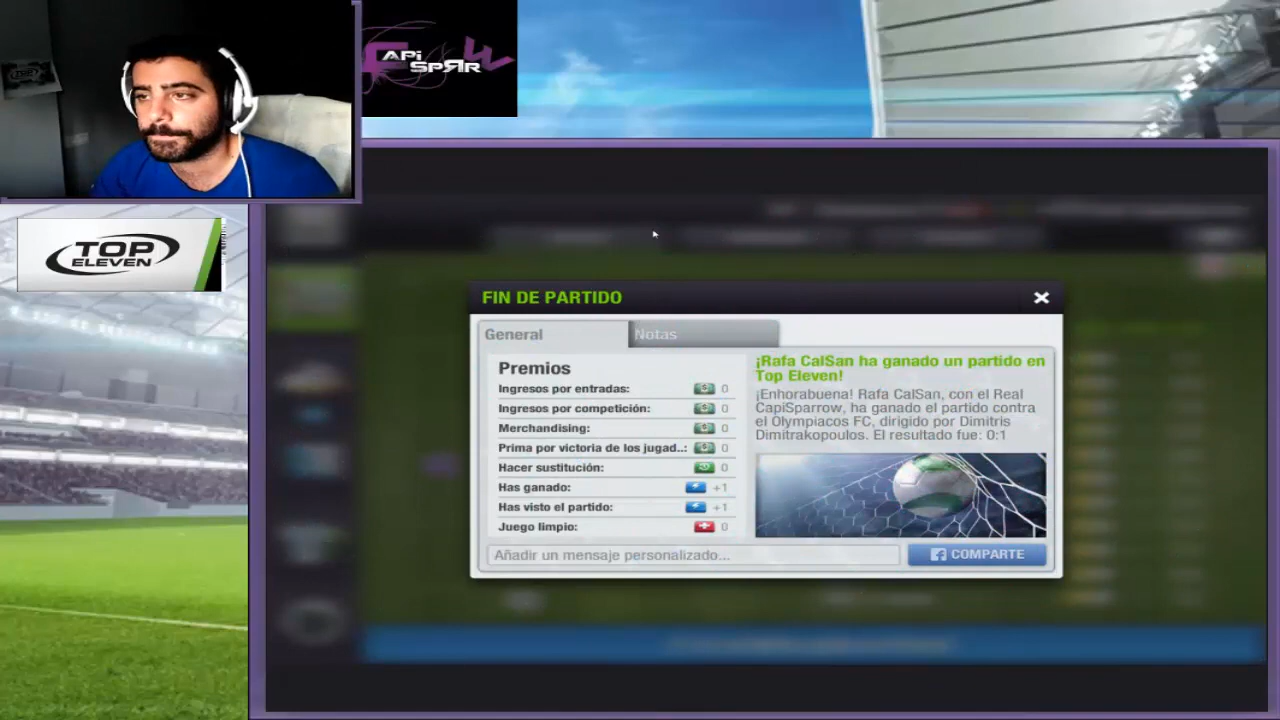 CAPi
SPЯR
TOP
ELEVEN
FIN DE PARTIDO
General
Notas
Premios
Ingresos por entradas: 0
Ingresos por competición: 0
Merchandising: 0
Prima por victoria de los jugad..: 0
Hacer sustitución: 0
Has ganado: +1
Has visto el partido: +1
Juego limpio: 0
¡Rafa CalSan ha ganado un partido en
Top Eleven!
¡Enhorabuena! Rafa CalSan, con el Real
CapiSparrow, ha ganado el partido contra
el Olympiacos FC, dirigido por Dimitris
Dimitrakopoulos. El resultado fue: 0:1
Añadir un mensaje personalizado...
COMPARTE